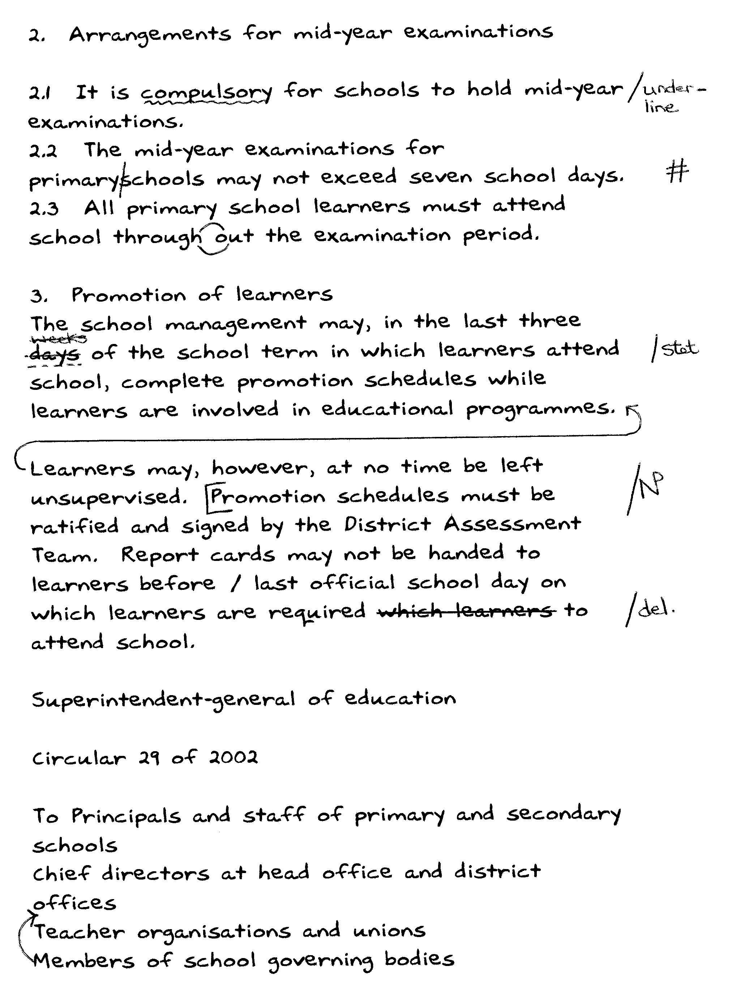 2. Arrangements for mid-year examinations
2.1 It is compulsory for schools to hold mid-year /under-
line
examinations.
2.2 The mid-year examinations for
primary/schools may not exceed seven school days. #
2.3 All primary school learners must attend
school through out the examination period.
3. Promotion of learners
The school management may, in the last three
weeks
days of the school term in which learners attend /stet
school, complete promotion schedules while
learners are involved in educational programmes.
Learners may, however, at no time be left
unsupervised. [Promotion schedules must be /NP
ratified and signed by the District Assessment
Team. Report cards may not be handed to
learners before / last official school day on
which learners are required which learners to /del.
attend school.
Superintendent-general of education
Circular 29 of 2002
To Principals and staff of primary and secondary
schools
Chief directors at head office and district
offices
Teacher organisations and unions
Members of school governing bodies